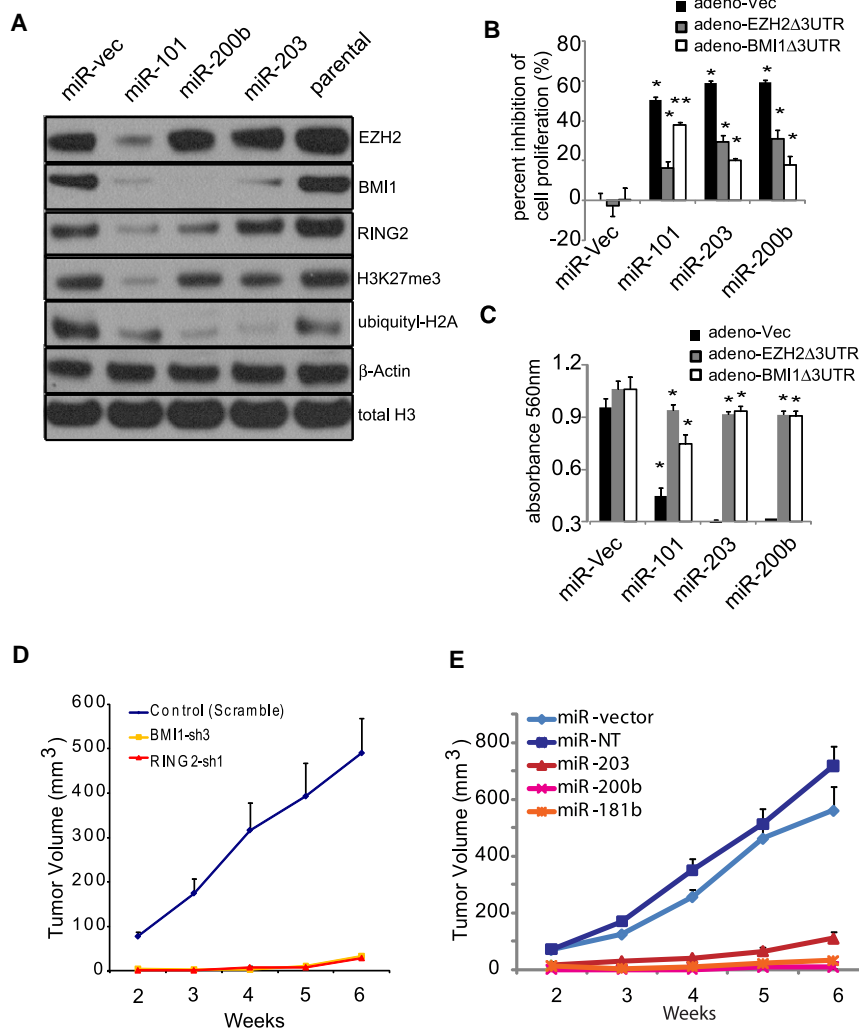 A
miR-vec
miR-101
miR-200b
miR-203
parental
EZH2
BMI1
RING2
H3K27me3
ubiquityl-H2A
β-Actin
total H3
B
adeno-Vec
adeno-EZH2Δ3UTR
adeno-BMI1Δ3UTR
percent inhibition of
cell proliferation (%)
80
60
40
20
0
-20
* * ** * * * * * *
miR-Vec
miR-101
miR-203
miR-200b
C
adeno-Vec
adeno-EZH2Δ3UTR
adeno-BMI1Δ3UTR
absorbance 560nm
1.2
0.9
0.6
0.3
* * * * * * *
miR-Vec
miR-101
miR-203
miR-200b
D
Control (Scramble)
BMI1-sh3
RING2-sh1
Tumor Volume (mm³)
600
500
400
300
200
100
0
2 3 4 5 6
Weeks
E
miR-vector
miR-NT
miR-203
miR-200b
miR-181b
Tumor Volume (mm³)
800
600
400
200
0
2 3 4 5 6
Weeks